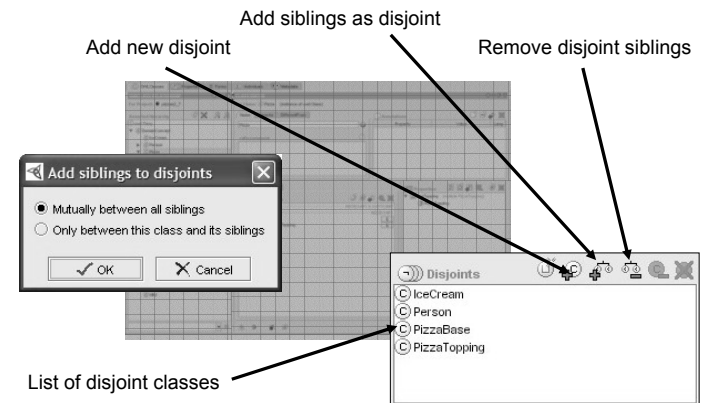 Add siblings as disjoint
Add new disjoint
Remove disjoint siblings
Add siblings to disjoints
Mutually between all siblings
Only between this class and its siblings
OK
Cancel
Disjoints
IceCream
Person
PizzaBase
PizzaTopping
List of disjoint classes